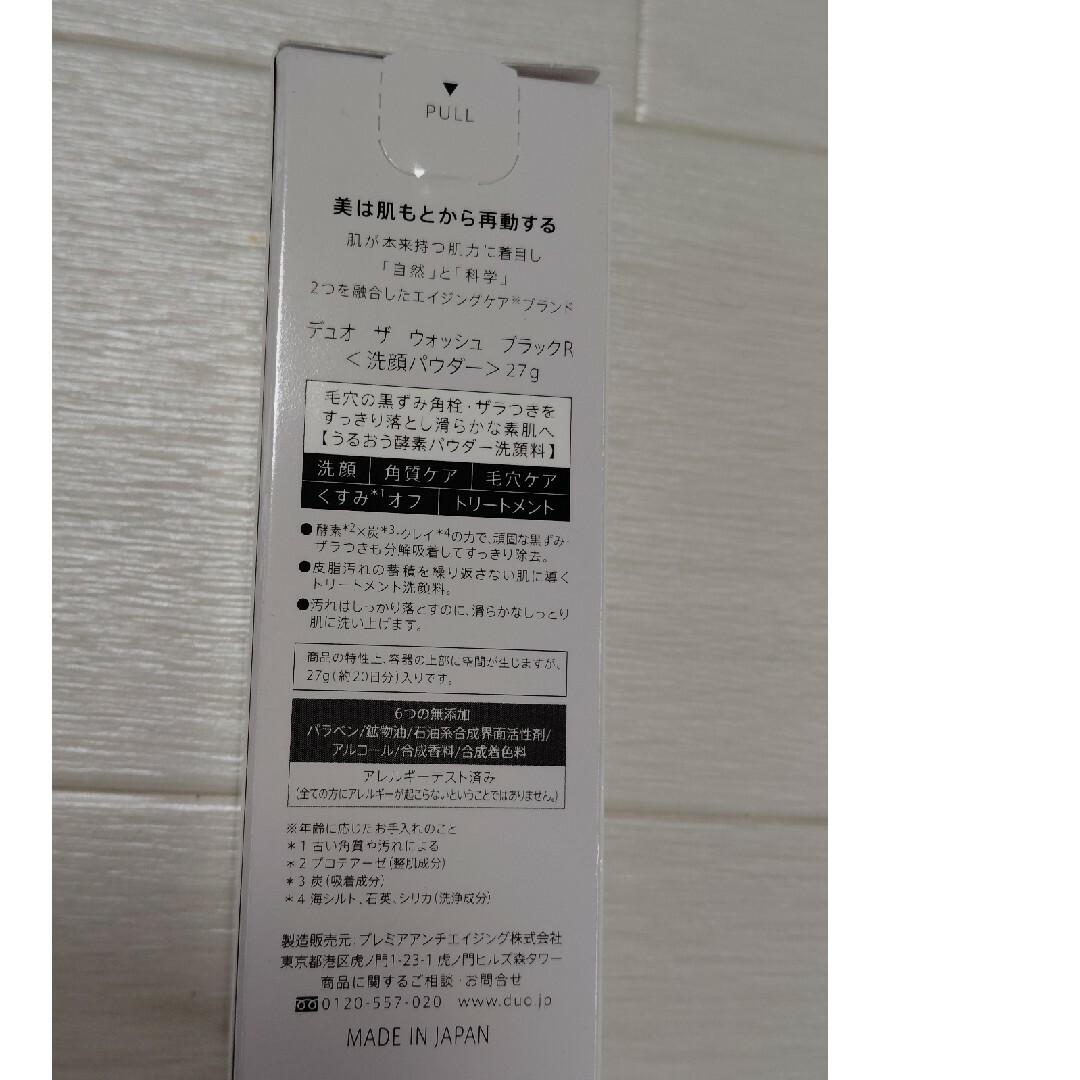 ▼
PULL
美は肌もとから再動する
肌が本来持つ肌力に着目し
「自然」と「科学」
2つを融合したエイジングケア※ブランド
デュオ ザ ウォッシュ ブラックR
<洗顔パウダー>27g
毛穴の黒ずみ角栓・ザラつきを
すっきり落とし滑らかな素肌へ
【うるおう酵素パウダー洗顔料】
洗顔 角質ケア 毛穴ケア
くすみ*1オフ トリートメント
●酵素*2×炭*3・クレイ*4の力で、頑固な黒ずみ・
ザラつきも分解吸着してすっきり除去。
●皮脂汚れの蓄積を繰り返さない肌に導く
トリートメント洗顔料。
●汚れはしっかり落とすのに、滑らかなしっとり
肌に洗い上げます。
商品の特性上、容器の上部に空間が生じますが、
27g(約20日分)入りです。
6つの無添加
パラベン/鉱物油/石油系合成界面活性剤/
アルコール/合成香料/合成着色料
アレルギーテスト済み
(全ての方にアレルギーが起こらないということではありません。)
※年齢に応じたお手入れのこと
*1 古い角質や汚れによる
*2 プロテアーゼ(整肌成分)
*3 炭(吸着成分)
*4 海シルト、石英、シリカ(洗浄成分)
製造販売元:プレミアアンチエイジング株式会社
東京都港区虎ノ門1-23-1 虎ノ門ヒルズ森タワー
商品に関するご相談・お問合せ
0120-557-020 www.duo.jp
MADE IN JAPAN